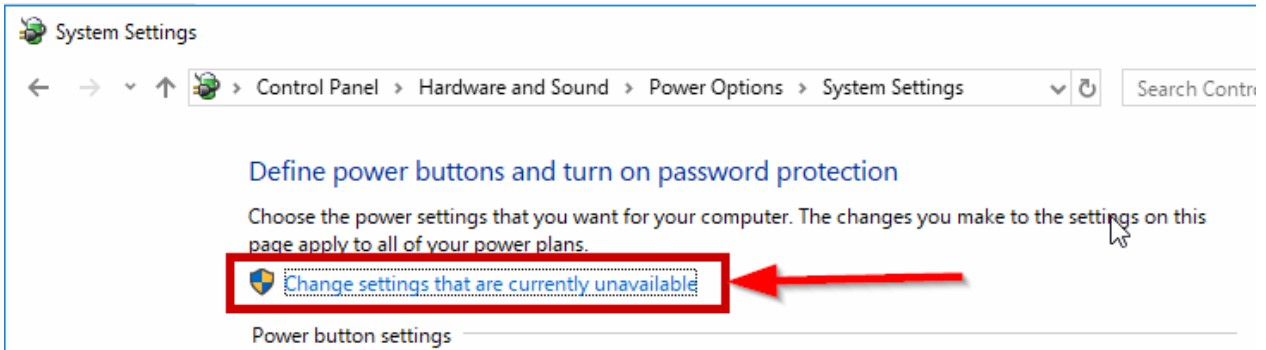 System Settings
Control Panel > Hardware and Sound > Power Options > System Settings
Search Contr
Define power buttons and turn on password protection
Choose the power settings that you want for your computer. The changes you make to the settings on this
page apply to all of your power plans.
Change settings that are currently unavailable
Power button settings